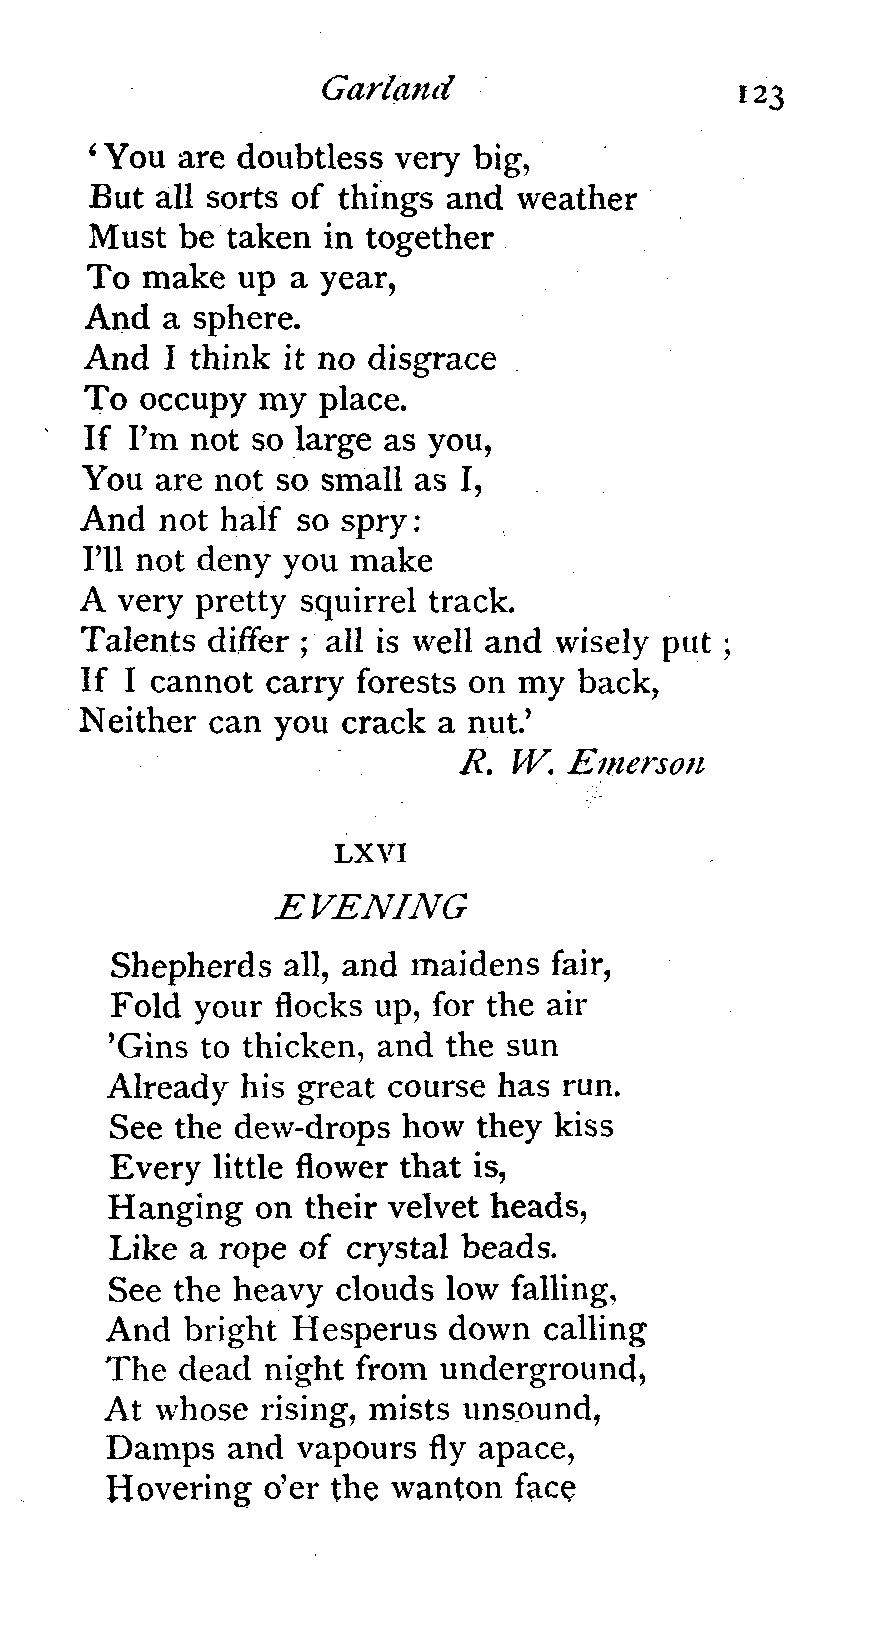 Garland 123
‘You are doubtless very big,
But all sorts of things and weather
Must be taken in together
To make up a year,
And a sphere.
And I think it no disgrace
To occupy my place.
If I’m not so large as you,
You are not so small as I,
And not half so spry:
I’ll not deny you make
A very pretty squirrel track.
Talents differ ; all is well and wisely put ;
If I cannot carry forests on my back,
Neither can you crack a nut.’
R. W. Emerson
LXVI
EVENING
Shepherds all, and maidens fair,
Fold your flocks up, for the air
’Gins to thicken, and the sun
Already his great course has run.
See the dew-drops how they kiss
Every little flower that is,
Hanging on their velvet heads,
Like a rope of crystal beads.
See the heavy clouds low falling,
And bright Hesperus down calling
The dead night from underground,
At whose rising, mists unsound,
Damps and vapours fly apace,
Hovering o’er the wanton face